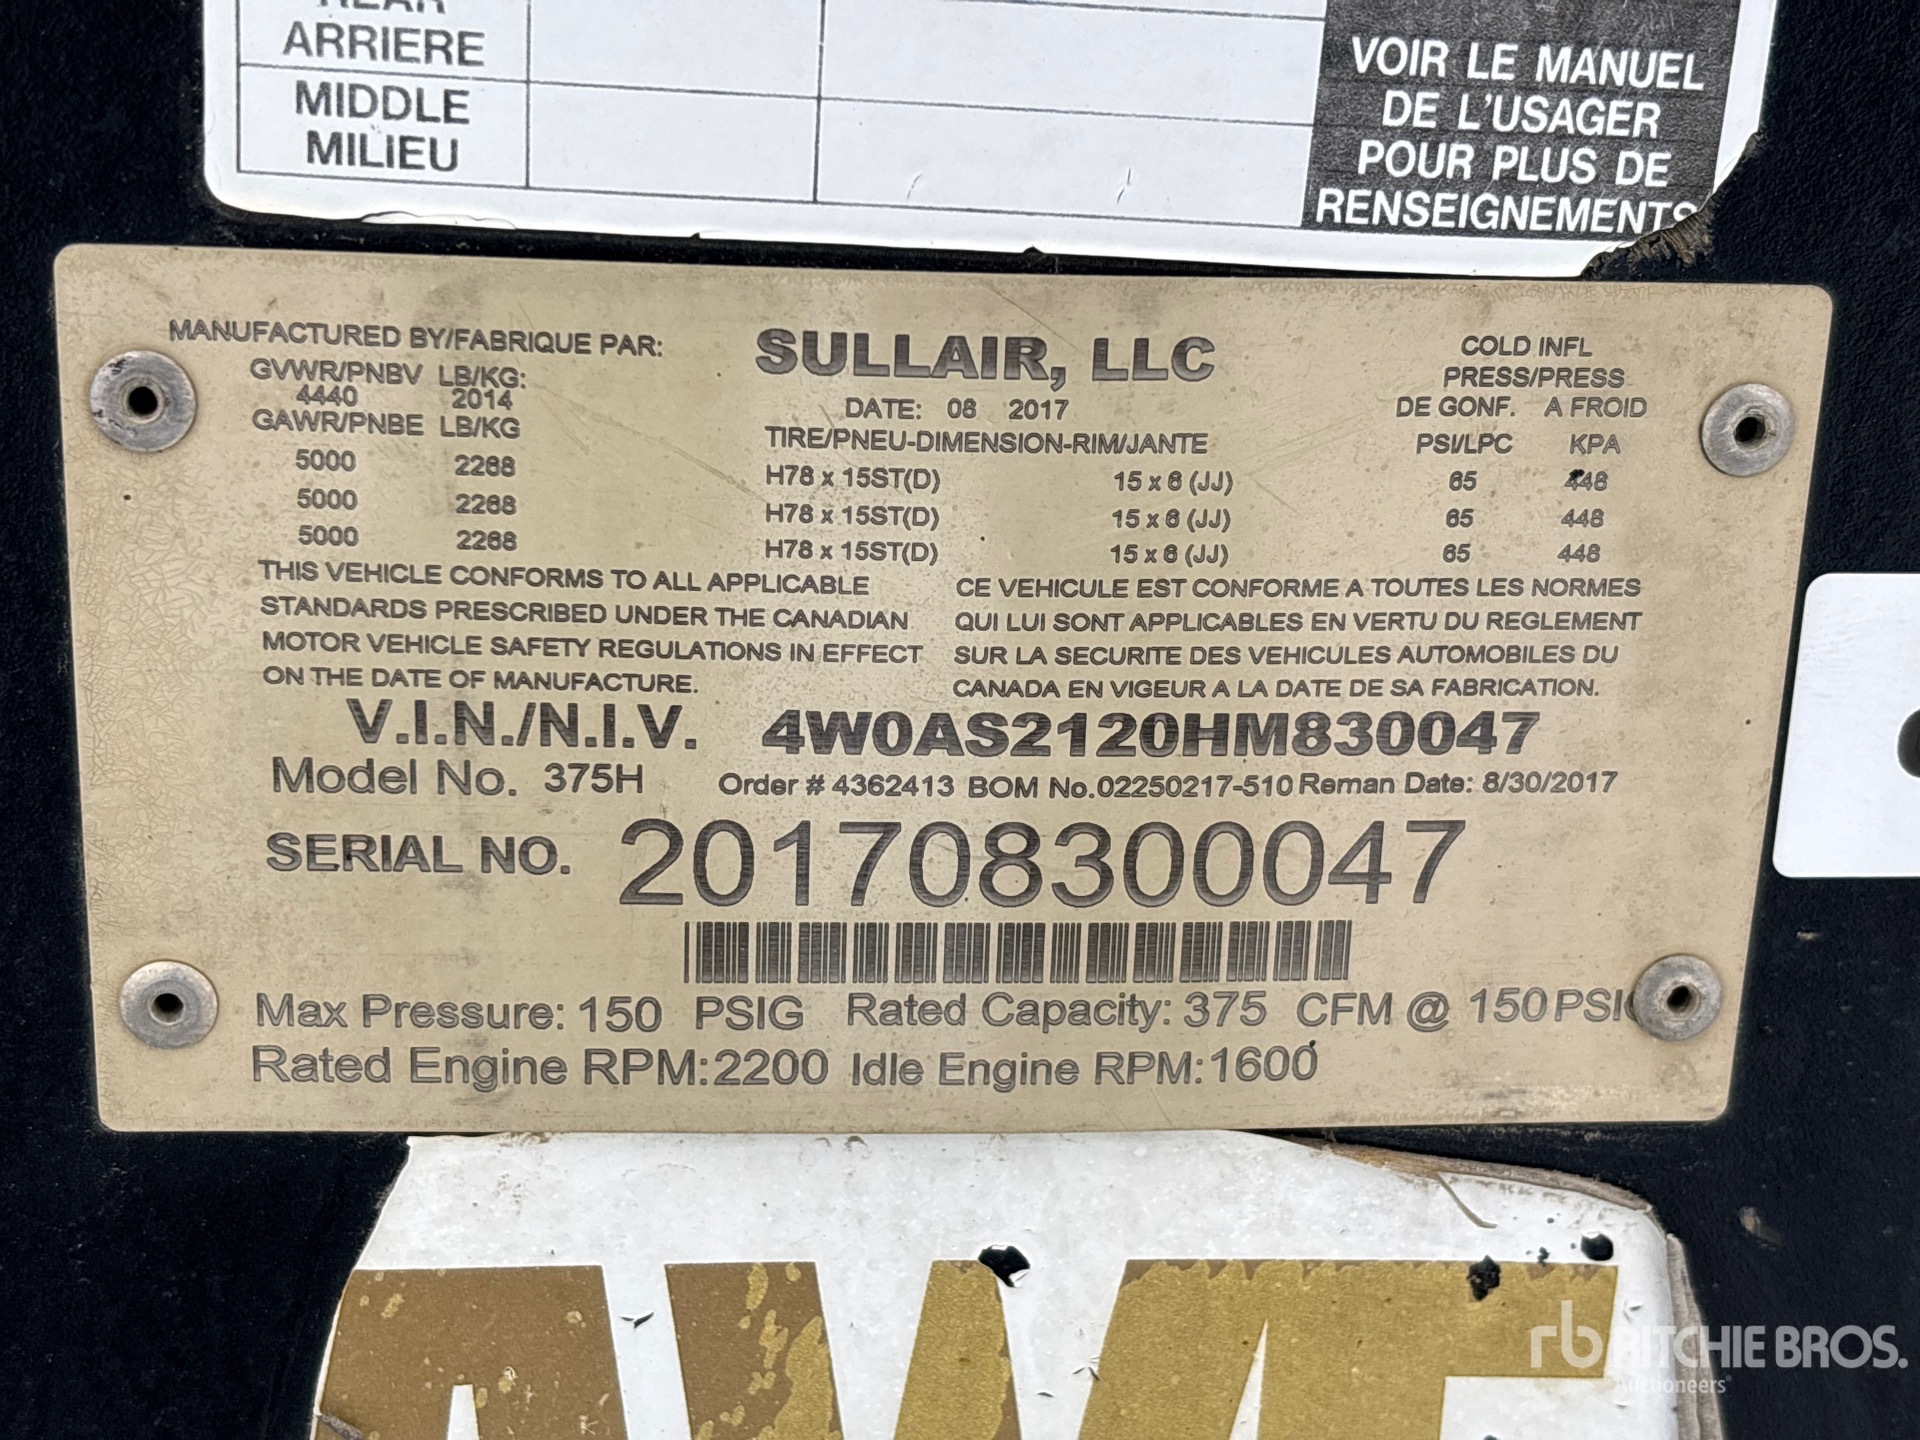 REAR
ARRIERE
MIDDLE
MILIEU
VOIR LE MANUEL
DE L'USAGER
POUR PLUS DE
RENSEIGNEMENTS
MANUFACTURED BY/FABRIQUE PAR: SULLAIR, LLC
GVWR/PNBV LB/KG:
4440 2014
DATE: 08 2017
COLD INFL
PRESS/PRESS
DE GONF. A FROID
GAWR/PNBE LB/KG TIRE/PNEU-DIMENSION-RIM/JANTE PSI/LPC KPA
5000 2268 H78 x 15ST(D) 15 x 6 (JJ) 65 448
5000 2268 H78 x 15ST(D) 15 x 6 (JJ) 65 448
5000 2268 H78 x 15ST(D) 15 x 6 (JJ) 65 448
THIS VEHICLE CONFORMS TO ALL APPLICABLE
STANDARDS PRESCRIBED UNDER THE CANADIAN
MOTOR VEHICLE SAFETY REGULATIONS IN EFFECT
ON THE DATE OF MANUFACTURE.
CE VEHICULE EST CONFORME A TOUTES LES NORMES
QUI LUI SONT APPLICABLES EN VERTU DU REGLEMENT
SUR LA SECURITE DES VEHICULES AUTOMOBILES DU
CANADA EN VIGEUR A LA DATE DE SA FABRICATION.
V.I.N./N.I.V. 4W0AS2120HM830047
Model No. 375H Order # 4362413 BOM No.02250217-510 Reman Date: 8/30/2017
SERIAL NO. 201708300047
Max Pressure: 150 PSIG Rated Capacity: 375 CFM @ 150 PSIG
Rated Engine RPM:2200 Idle Engine RPM:1600
rb RITCHIE BROS.
Auctioneers